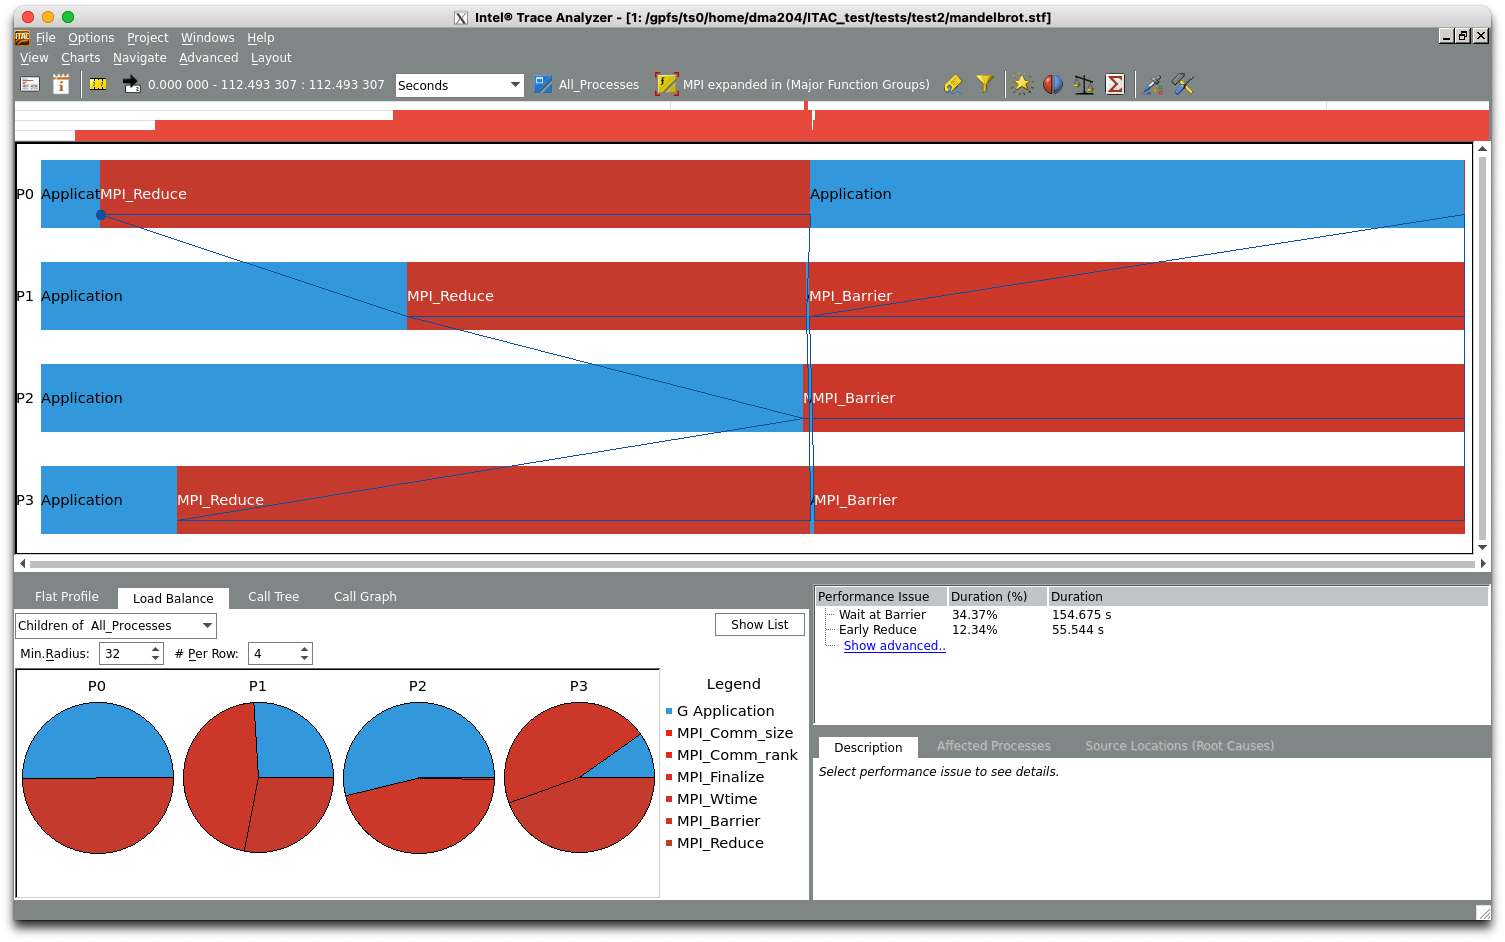 Intel® Trace Analyzer - [1: /gpfs/ts0/home/dma204/ITAC_test/tests/test2/mandelbrot.stf]
ITAC File Options Project Windows Help
View Charts Navigate Advanced Layout
0.000 000 - 112.493 307 : 112.493 307 Seconds All_Processes MPI expanded in (Major Function Groups)
P0 Applicat MPI_Reduce Application
P1 Application MPI_Reduce MPI_Barrier
P2 Application MPI_Barrier
P3 Application MPI_Reduce MPI_Barrier
Flat Profile Load Balance Call Tree Call Graph
Children of All_Processes Show List
Min.Radius: 32 # Per Row: 4
P0 P1 P2 P3
Legend
G Application
MPI_Comm_size
MPI_Comm_rank
MPI_Finalize
MPI_Wtime
MPI_Barrier
MPI_Reduce
Performance Issue Duration (%) Duration
Wait at Barrier 34.37% 154.675 s
Early Reduce 12.34% 55.544 s
Show advanced..
Description Affected Processes Source Locations (Root Causes)
Select performance issue to see details.